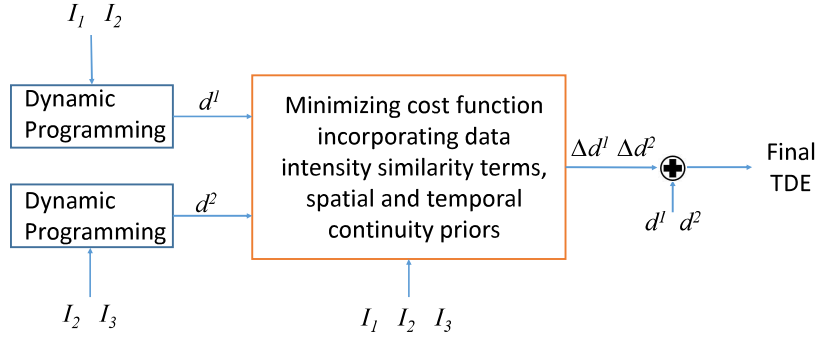 I₁ I₂
Dynamic
Programming
d¹
Dynamic
Programming
d²
I₂ I₃
Minimizing cost function
incorporating data
intensity similarity terms,
spatial and temporal
continuity priors
I₁ I₂ I₃
Δd¹ Δd²
d¹ d²
Final
TDE